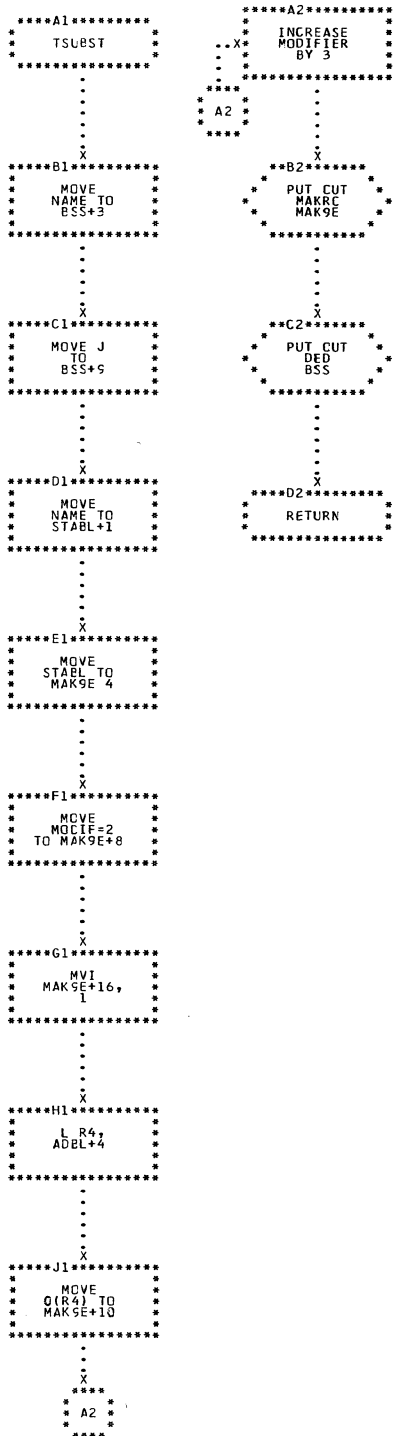 A1
TSUBST
B1
MOVE
NAME TO
BSS+3
C1
MOVE J
TO
BSS+9
D1
MOVE
NAME TO
STABL+1
E1
MOVE
STABL TO
MAK9E 4
F1
MOVE
MOCIF=2
TO MAK9E+8
G1
MVI
MAK9E+16,
1
H1
L R4,
ADBL+4
J1
MOVE
0(R4) TO
MAK9E+10
A2
A2
INCREASE
MODIFIER
BY 3
A2
B2
PUT CUT
MAKRC
MAK9E
C2
PUT CUT
DED
BSS
D2
RETURN